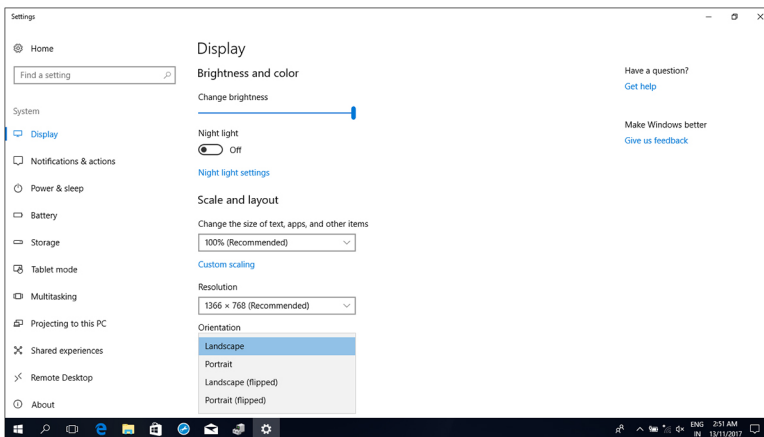 Settings
Home
Find a setting
System
Display
Notifications & actions
Power & sleep
Battery
Storage
Tablet mode
Multitasking
Projecting to this PC
Shared experiences
Remote Desktop
About
Display
Brightness and color
Change brightness
Night light
Off
Night light settings
Scale and layout
Change the size of text, apps, and other items
100% (Recommended)
Custom scaling
Resolution
1366 × 768 (Recommended)
Orientation
Landscape
Portrait
Landscape (flipped)
Portrait (flipped)
Have a question?
Get help
Make Windows better
Give us feedback
ENG
IN
2:51 AM
13/11/2017